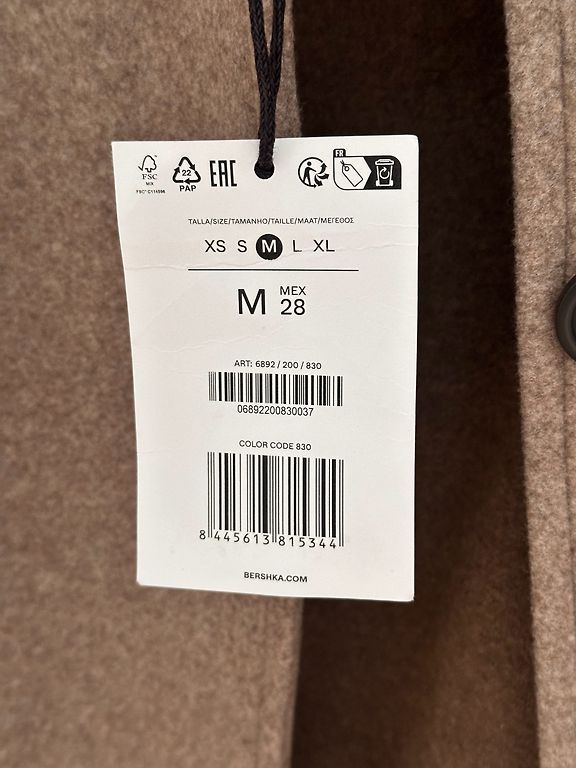 FSC
MIX
FSC® C114996
22
PAP
EAC
FR
TALLA/SIZE/TAMANHO/TAILLE/MAAT/ΜΕΓΕΘΟΣ
XS S M L XL
M MEX 28
ART: 6892 / 200 / 830
06892200830037
COLOR CODE 830
8 445613 815344
BERSHKA.COM